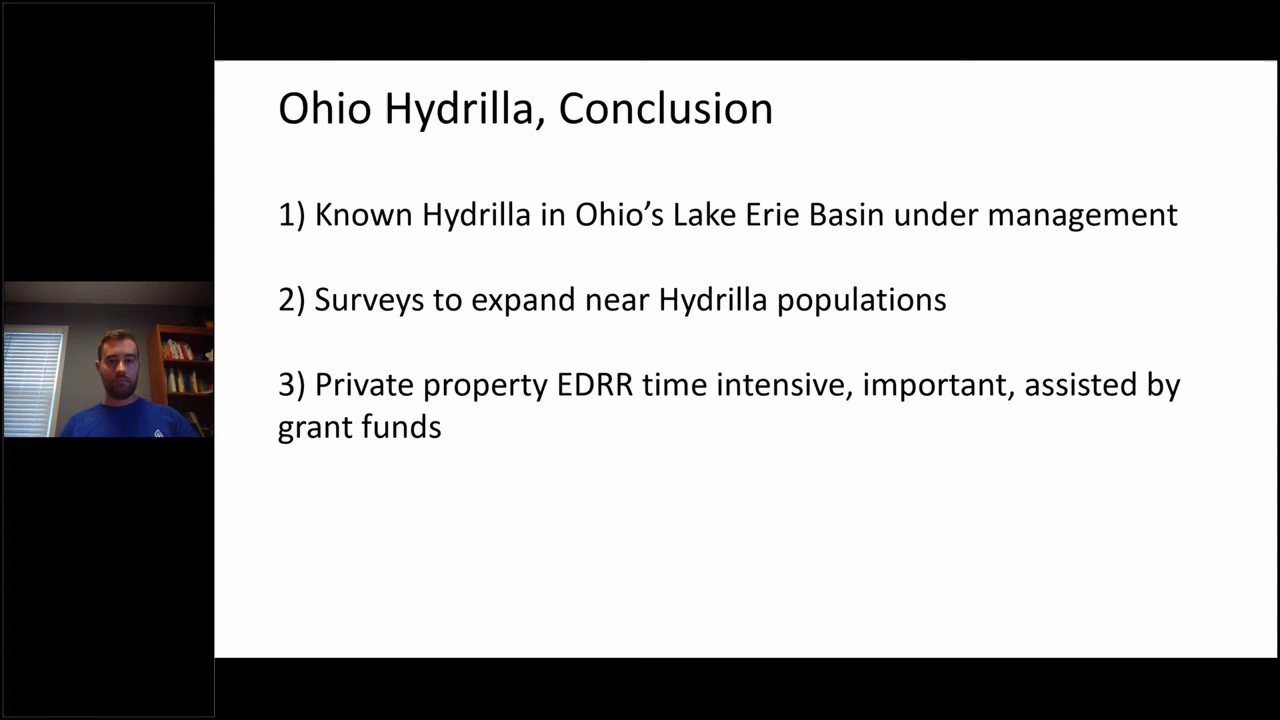 Ohio Hydrilla, Conclusion
1) Known Hydrilla in Ohio’s Lake Erie Basin under management
2) Surveys to expand near Hydrilla populations
3) Private property EDRR time intensive, important, assisted by
grant funds